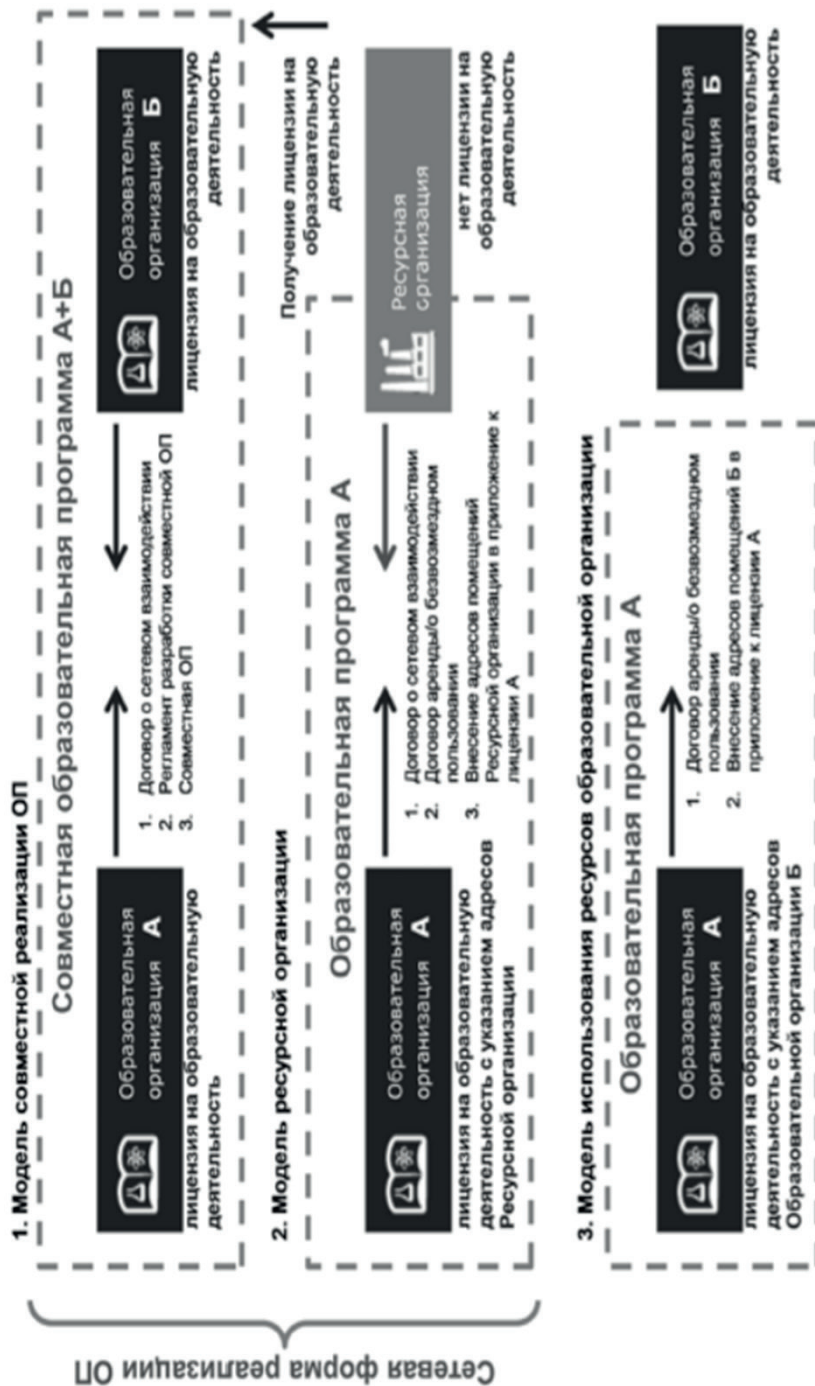 Сетевая форма реализации ОП
1. Модель совместной реализации ОП
Совместная образовательная программа А+Б
Образовательная
организация А
лицензия на образовательную
деятельность
1. Договор о сетевом взаимодействии
2. Регламент разработки совместной ОП
3. Совместная ОП
Образовательная
организация Б
лицензия на образовательную
деятельность
2. Модель ресурсной организации
Образовательная программа А
Образовательная
организация А
лицензия на образовательную
деятельность с указанием адресов
Ресурсной организации
1. Договор о сетевом взаимодействии
2. Договор аренды/о безвозмездном
пользовании
3. Внесение адресов помещений
Ресурсной организации в приложение к
лицензии А
Получение лицензии на
образовательную
деятельность
Ресурсная
организация
нет лицензии на
образовательную
деятельность
3. Модель использования ресурсов образовательной организации
Образовательная программа А
Образовательная
организация А
лицензия на образовательную
деятельность с указанием адресов
Образовательной организации Б
1. Договор аренды/о безвозмездном
пользовании
2. Внесение адресов помещений Б в
приложение к лицензии А
Образовательная
организация Б
лицензия на образовательную
деятельность